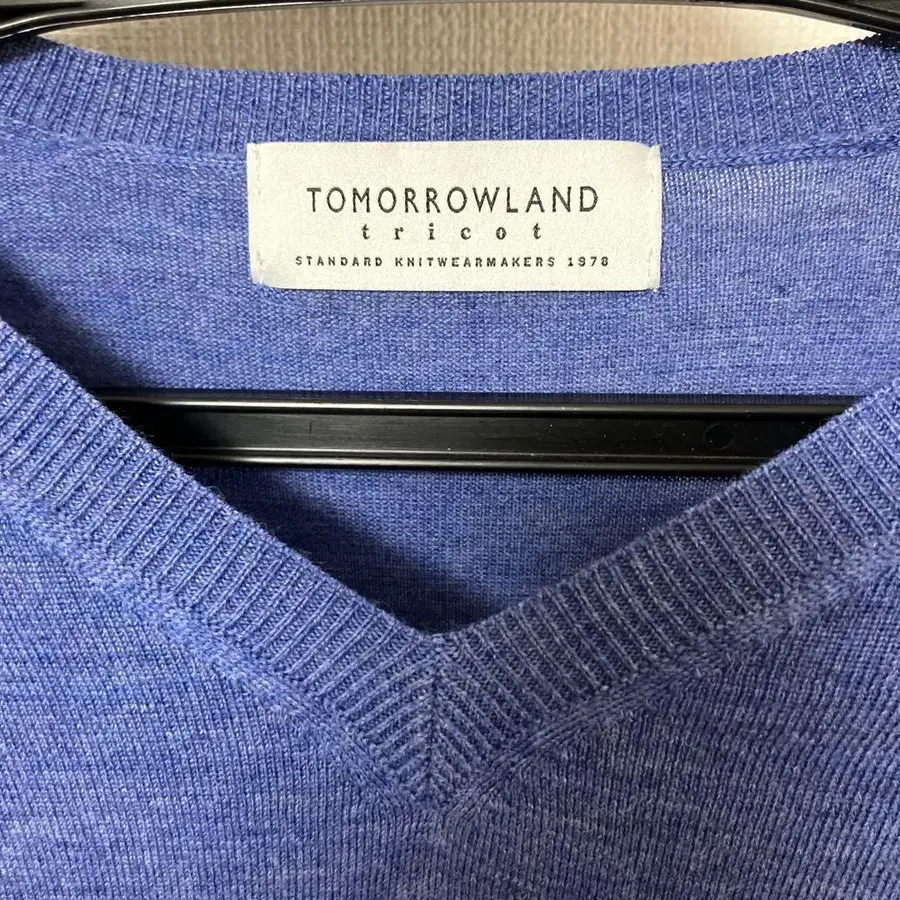 TOMORROWLAND
tricot
STANDARD KNITWEARMAKERS 1978